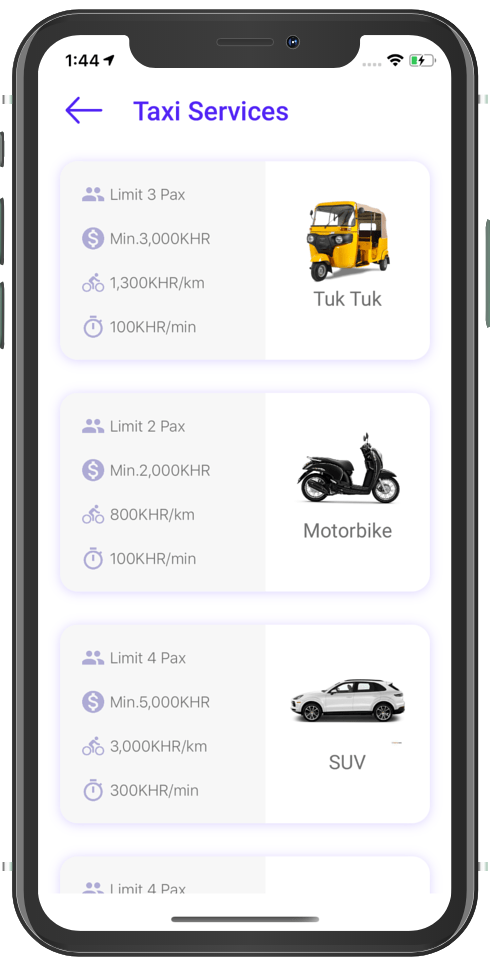 1:44
Taxi Services
Limit 3 Pax
Min.3,000KHR
1,300KHR/km
100KHR/min
Tuk Tuk
Limit 2 Pax
Min.2,000KHR
800KHR/km
100KHR/min
Motorbike
Limit 4 Pax
Min.5,000KHR
3,000KHR/km
300KHR/min
SUV
Limit 4 Pax